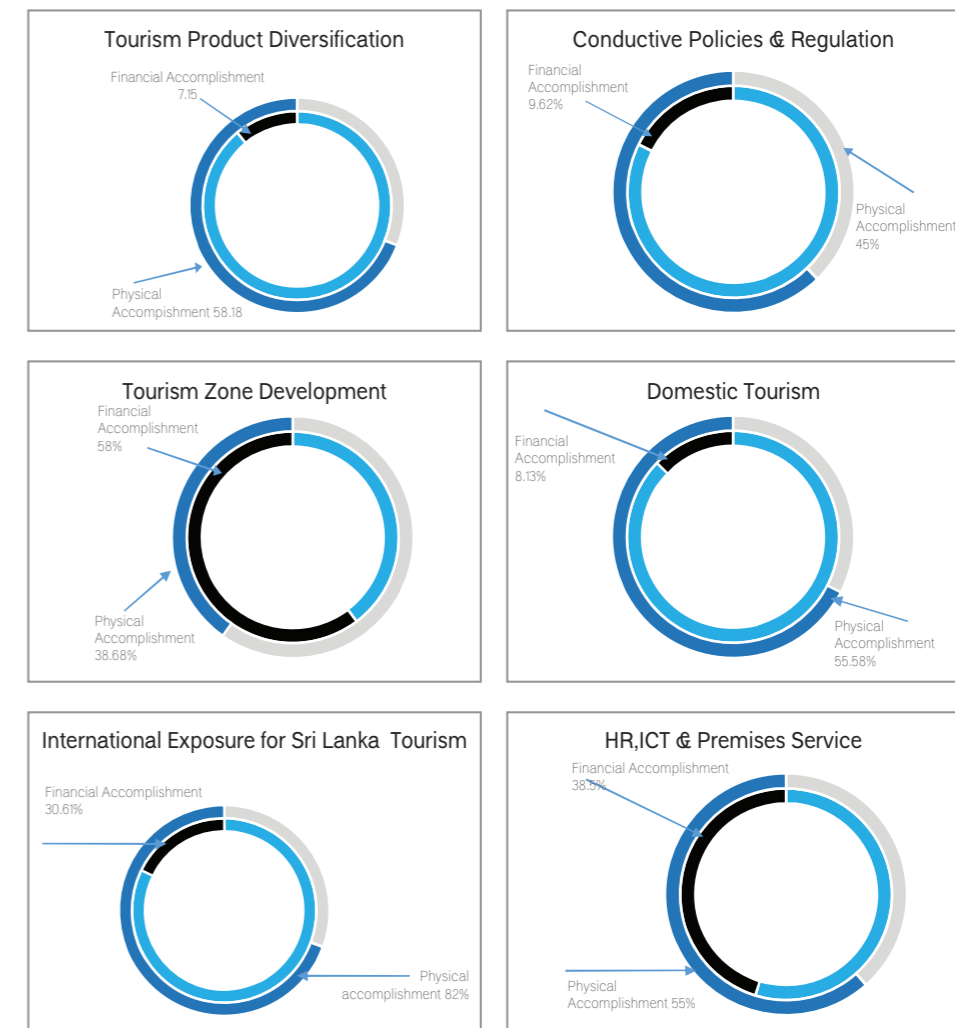 Tourism Product Diversification
Financial Accomplishment
7.15
Physical
Accompishment 58.18
Conductive Policies & Regulation
Financial
Accomplishment
9.62%
Physical
Accomplishment
45%
Tourism Zone Development
Financial
Accomplishment
58%
Physical
Accomplishment
38.68%
Domestic Tourism
Financial
Accomplishment
8.13%
Physical
Accomplishment
55.58%
International Exposure for Sri Lanka Tourism
Financial Accomplishment
30.61%
Physical
accomplishment 82%
HR,ICT & Premises Service
Financial Accomplishment
38.5%
Physical
Accomplishment 55%